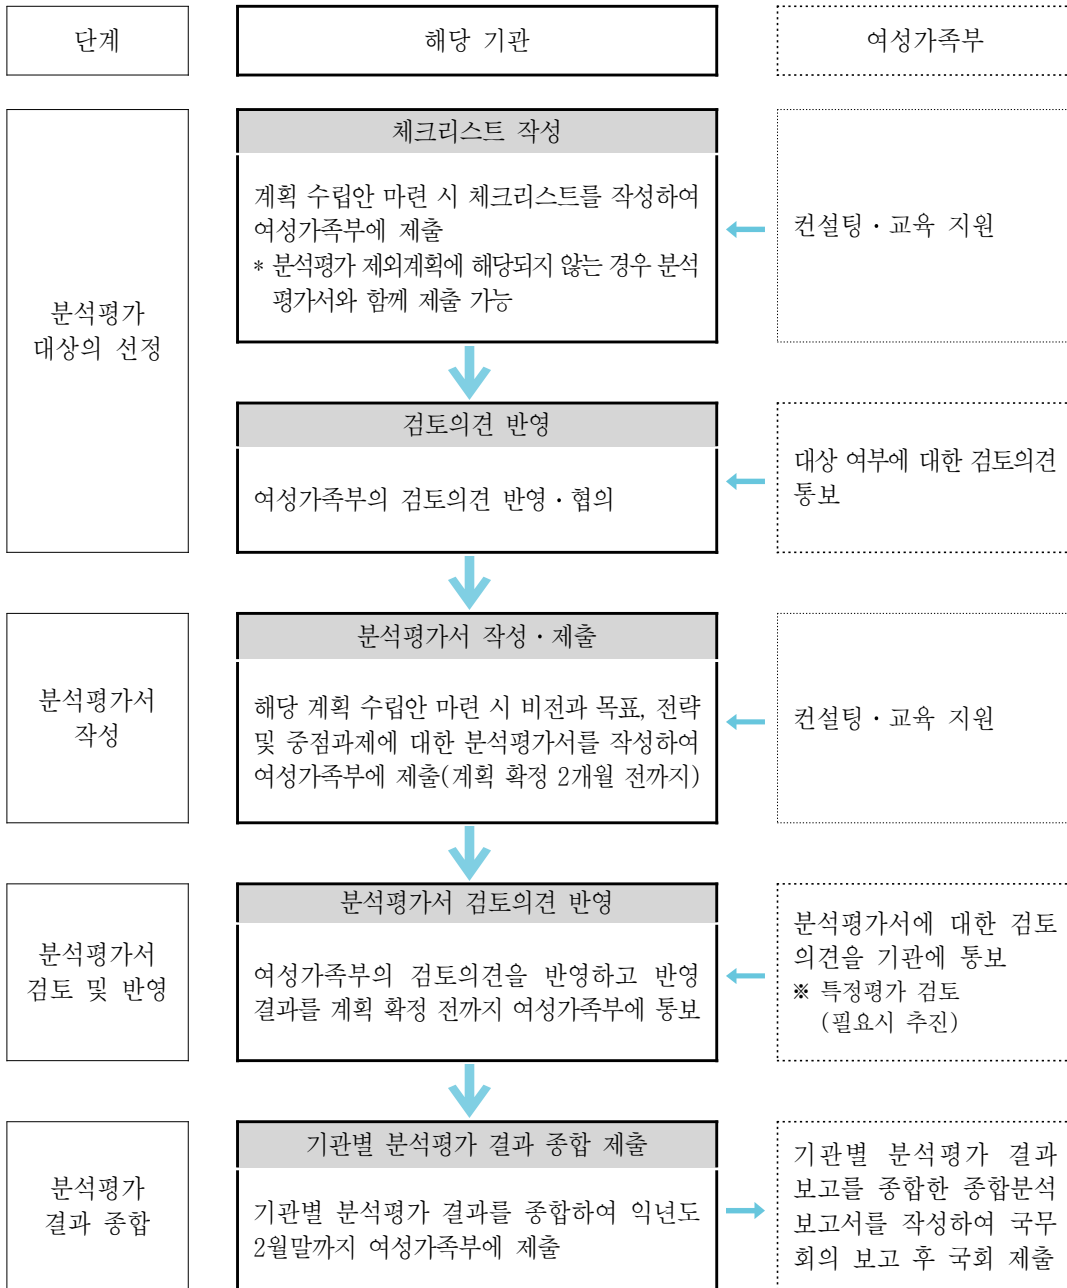 단계
해당 기관
여성가족부
분석평가
대상의 선정
체크리스트 작성
계획 수립안 마련 시 체크리스트를 작성하여
여성가족부에 제출
* 분석평가 제외계획에 해당되지 않는 경우 분석
평가서와 함께 제출 가능
컨설팅·교육 지원
검토의견 반영
여성가족부의 검토의견 반영·협의
대상 여부에 대한 검토의견
통보
분석평가서
작성
분석평가서 작성·제출
해당 계획 수립안 마련 시 비전과 목표, 전략
및 중점과제에 대한 분석평가서를 작성하여
여성가족부에 제출(계획 확정 2개월 전까지)
컨설팅·교육 지원
분석평가서
검토 및 반영
분석평가서 검토의견 반영
여성가족부의 검토의견을 반영하고 반영
결과를 계획 확정 전까지 여성가족부에 통보
분석평가서에 대한 검토
의견을 기관에 통보
※ 특정평가 검토
(필요시 추진)
분석평가
결과 종합
기관별 분석평가 결과 종합 제출
기관별 분석평가 결과를 종합하여 익년도
2월말까지 여성가족부에 제출
기관별 분석평가 결과
보고를 종합한 종합분석
보고서를 작성하여 국무
회의 보고 후 국회 제출